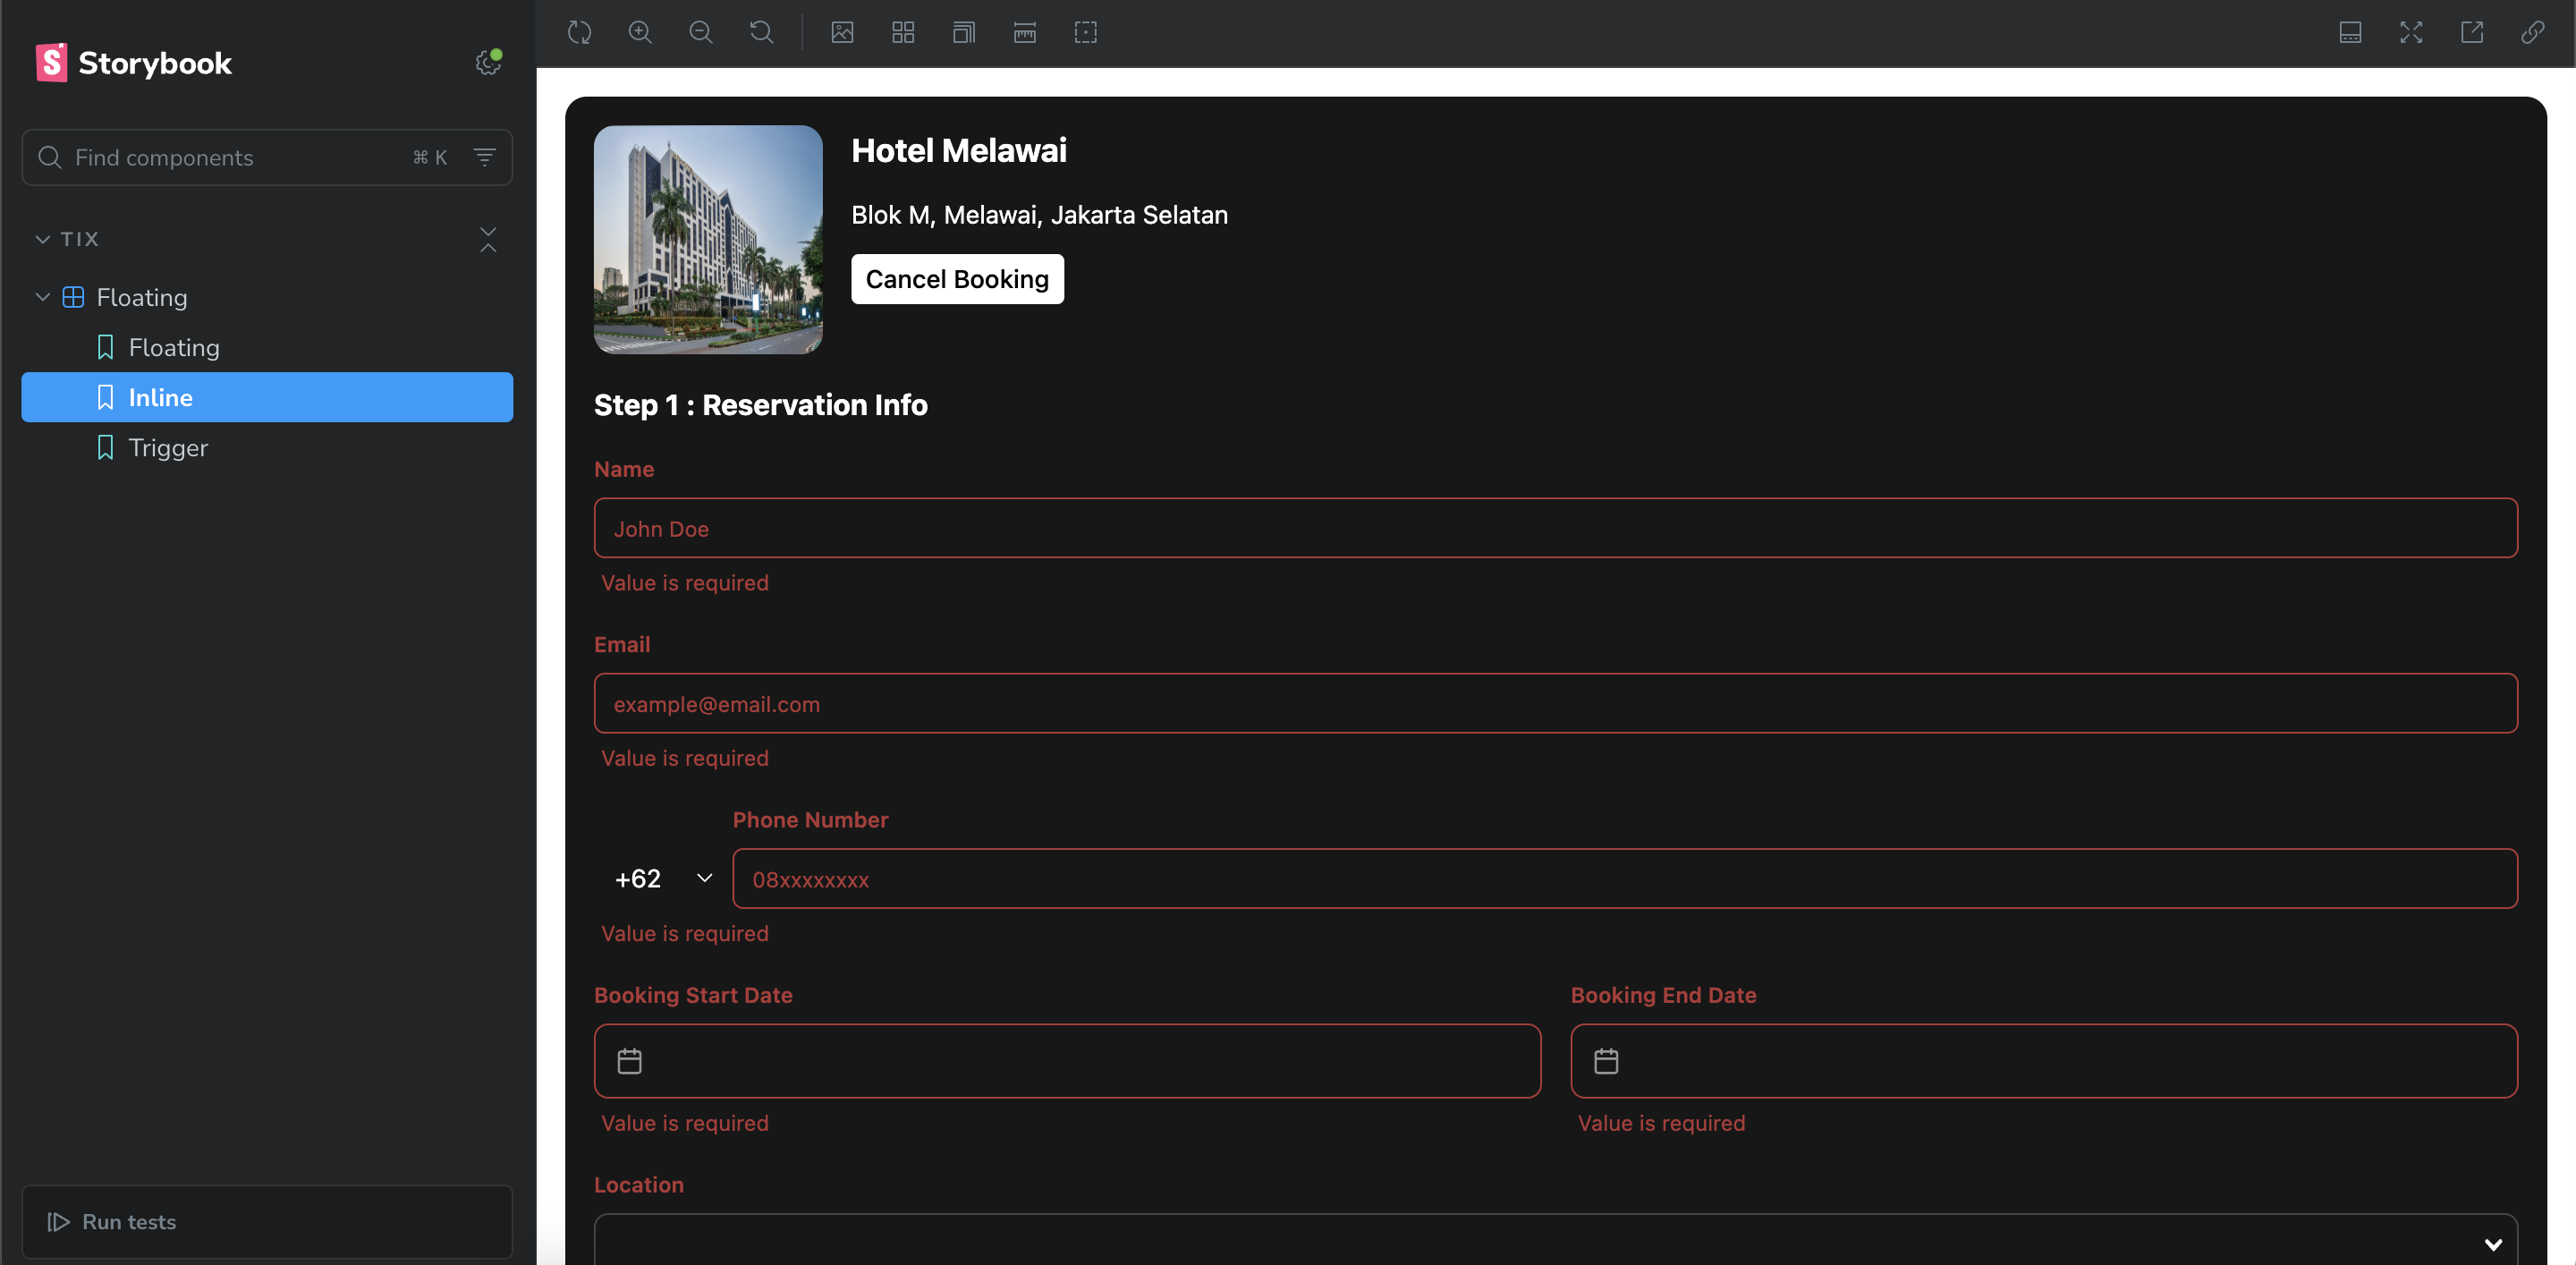 Storybook
Find components
⌘ K
TIX
Floating
Floating
Inline
Trigger
Run tests
Hotel Melawai
Blok M, Melawai, Jakarta Selatan
Cancel Booking
Step 1 : Reservation Info
Name
John Doe
Value is required
Email
example@email.com
Value is required
Phone Number
+62
08xxxxxxxx
Value is required
Booking Start Date
Booking End Date
Value is required
Value is required
Location